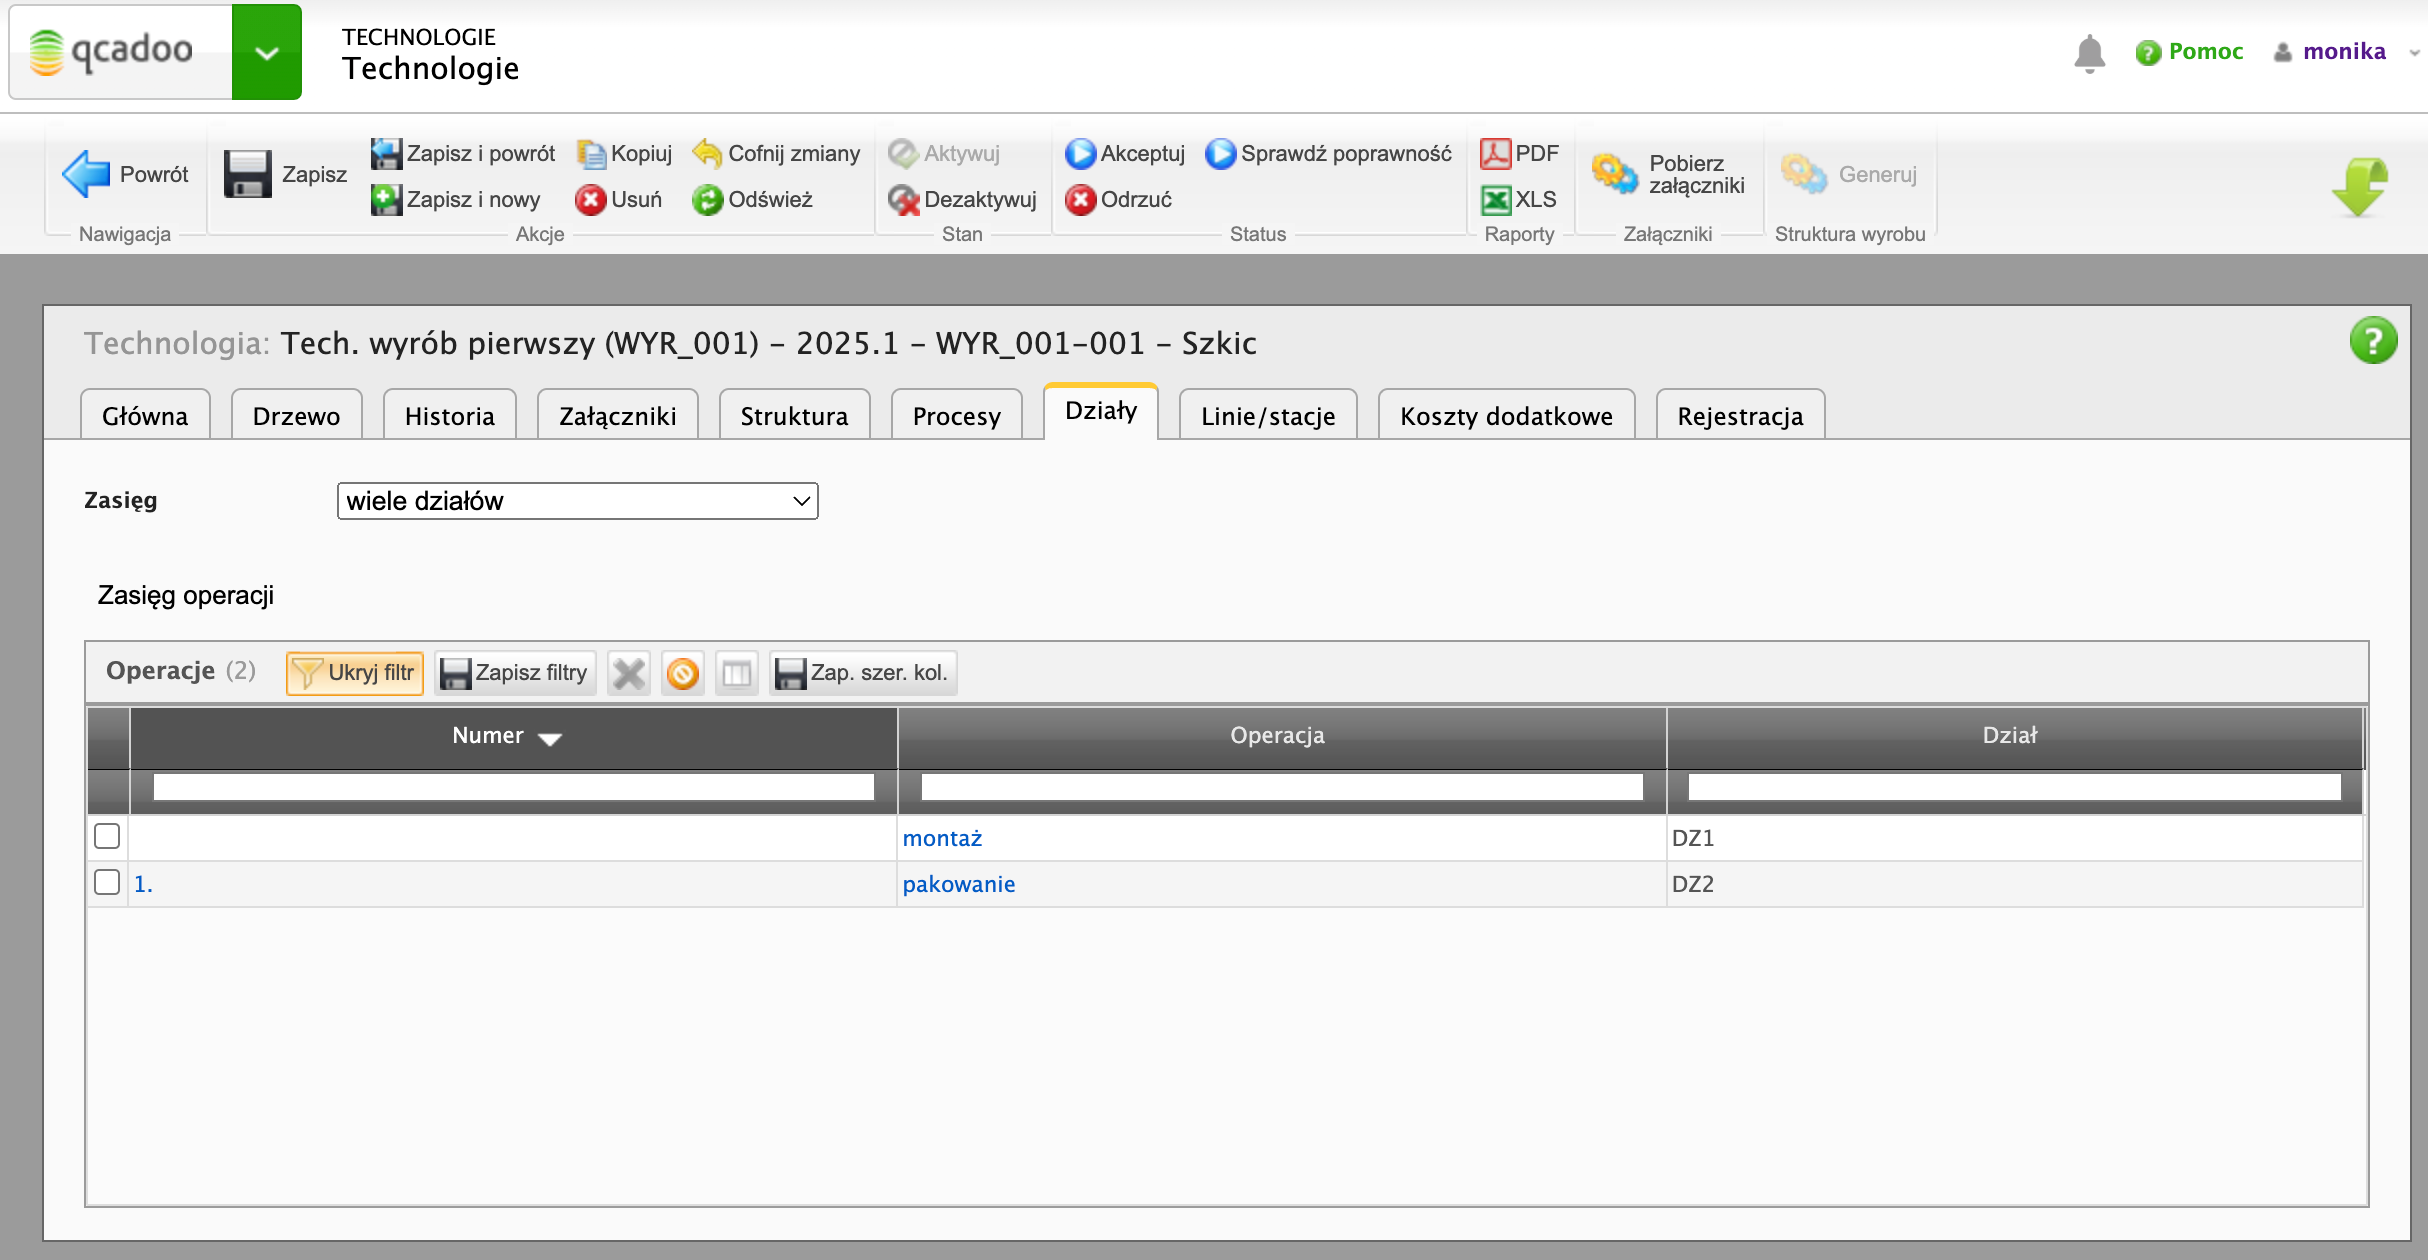 qcadoo
TECHNOLOGIE
Technologie
Pomoc
monika
Powrót
Nawigacja
Zapisz
Zapisz i powrót
Kopiuj
Cofnij zmiany
Zapisz i nowy
Usuń
Odśwież
Akcje
Aktywuj
Dezaktywuj
Stan
Akceptuj
Sprawdź poprawność
Odrzuć
Status
PDF
XLS
Raporty
Pobierz
załączniki
Załączniki
Generuj
Struktura wyrobu
Technologia: Tech. wyrób pierwszy (WYR_001) - 2025.1 - WYR_001-001 - Szkic
Główna
Drzewo
Historia
Załączniki
Struktura
Procesy
Działy
Linie/stacje
Koszty dodatkowe
Rejestracja
Zasięg
wiele działów
Zasięg operacji
Operacje (2)
Ukryj filtr
Zapisz filtry
Zap. szer. kol.
Numer
Operacja
Dział
montaż
DZ1
1.
pakowanie
DZ2